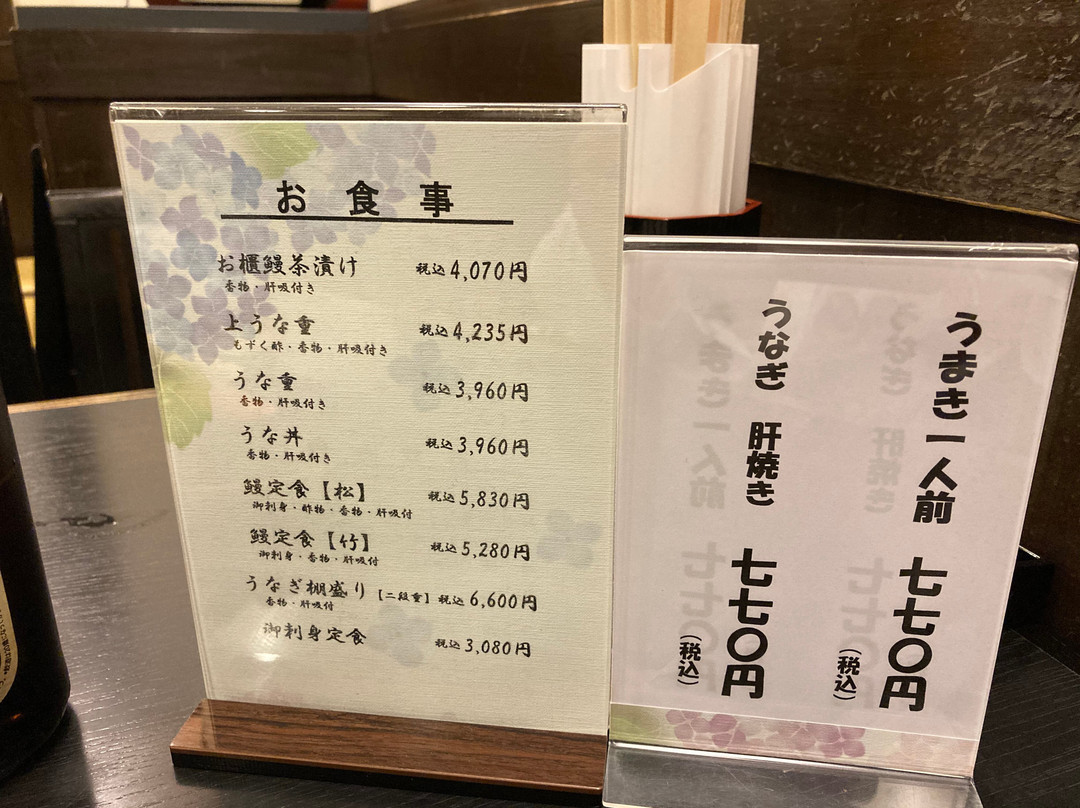 お食事
お櫃鰻茶漬け 税込4,070円
香物・肝吸付き
上うな重 税込4,235円
もずく酢・香物・肝吸付き
うな重 税込3,960円
香物・肝吸付き
うな丼 税込3,960円
香物・肝吸付き
鰻定食【松】 税込5,830円
御刺身・酢物・香物・肝吸付
鰻定食【竹】 税込5,280円
御刺身・香物・肝吸付
うなぎ棚盛り【二段重】 税込6,600円
香物・肝吸付
御刺身定食 税込3,080円
うまき一人前 七七〇円(税込)
うなぎ 肝焼き 七七〇円(税込)